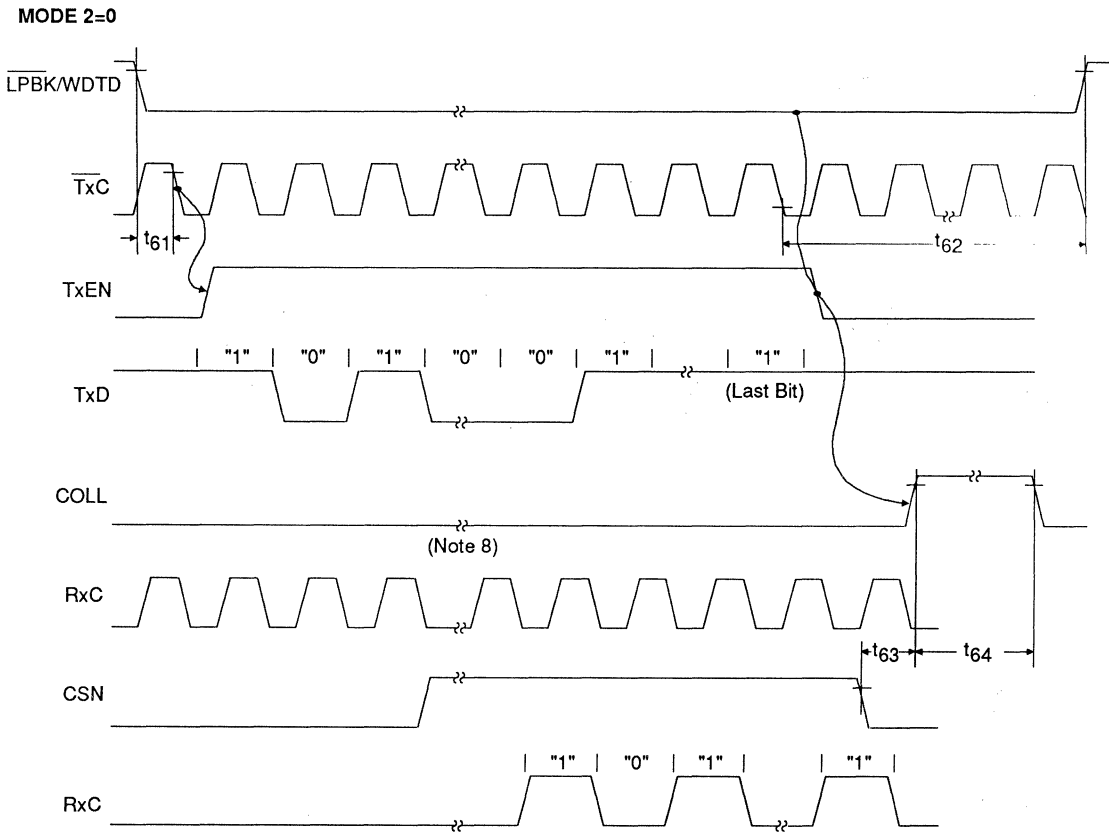 MODE 2=0
LPBK/WDTD
TxC
t61
t62
TxEN
"1" "0" "1" "0" "0" "1" "1"
TxD
(Last Bit)
COLL
(Note 8)
RxC
t63
t64
CSN
"1" "0" "1" "1"
RxC